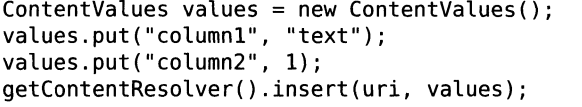 ContentValues values = new ContentValues();
values.put("column1", "text");
values.put("column2", 1);
getContentResolver().insert(uri, values);